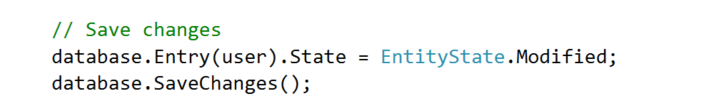 // Save changes
database.Entry(user).State = EntityState.Modified;
database.SaveChanges();